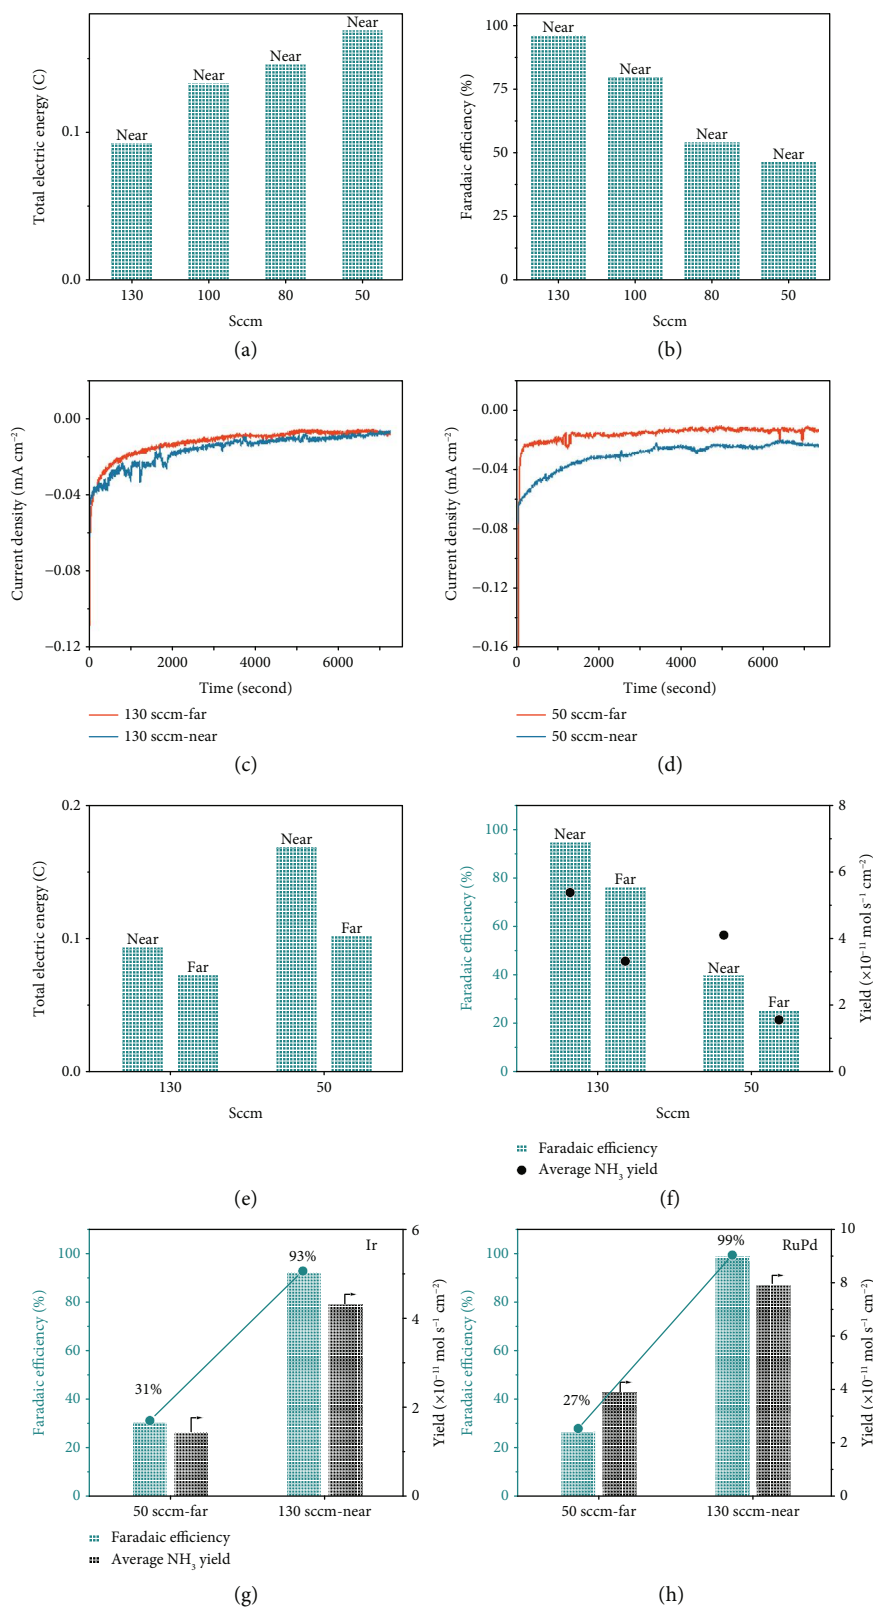 Total electric energy (C)
0.1
0.0
Near
Near
Near
Near
130
100
80
50
Sccm
(a)
Faradaic efficiency (%)
100
75
50
25
0
Near
Near
Near
Near
130
100
80
50
Sccm
(b)
Current density (mA cm⁻²)
0.00
−0.04
−0.08
−0.12
0
2000
4000
6000
Time (second)
130 sccm-far
130 sccm-near
(c)
Current density (mA cm⁻²)
0.00
−0.04
−0.08
−0.12
−0.16
0
2000
4000
6000
Time (second)
50 sccm-far
50 sccm-near
(d)
Total electric energy (C)
0.2
0.1
0.0
Near
Far
Near
Far
130
50
Sccm
(e)
Faradaic efficiency (%)
100
80
60
40
20
0
Near
Far
Near
Far
8
6
4
2
0
Yield (×10⁻¹¹ mol s⁻¹ cm⁻²)
130
50
Sccm
Faradaic efficiency
Average NH₃ yield
(f)
Faradaic efficiency (%)
100
80
60
40
20
0
31%
93%
Ir
6
4
2
0
Yield (×10⁻¹¹ mol s⁻¹ cm⁻²)
50 sccm-far
130 sccm-near
Faradaic efficiency
Average NH₃ yield
(g)
Faradaic efficiency (%)
100
80
60
40
20
0
27%
99%
RuPd
10
8
6
4
2
0
Yield (×10⁻¹¹ mol s⁻¹ cm⁻²)
50 sccm-far
130 sccm-near
(h)